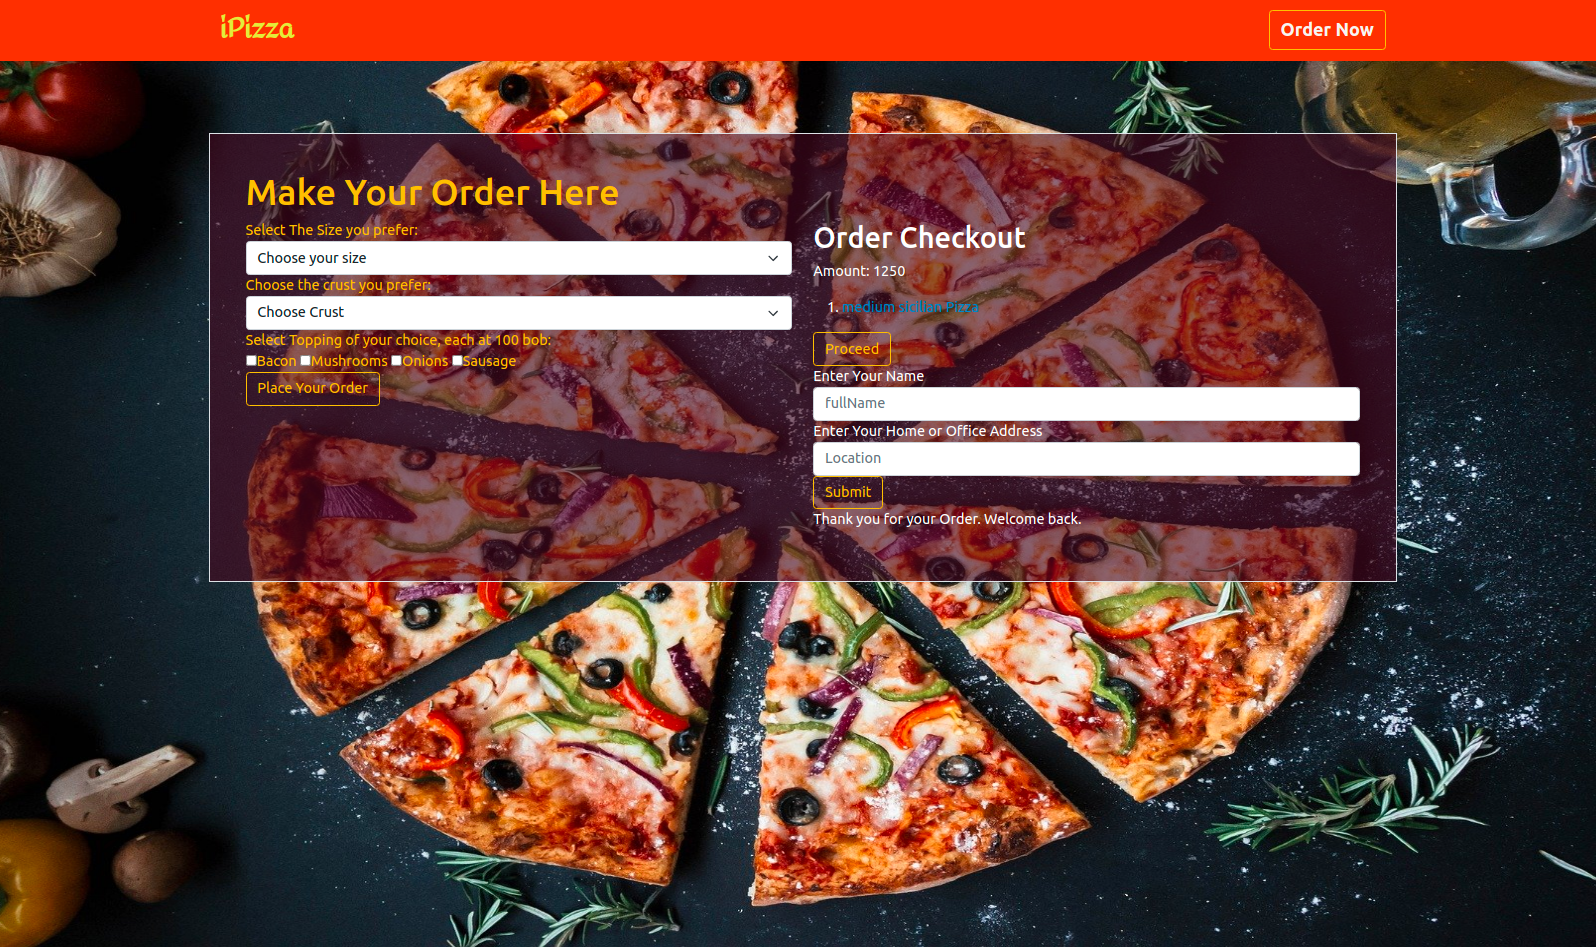 iPizza
Order Now
Make Your Order Here
Select The Size you prefer:
Choose your size
Choose the crust you prefer:
Choose Crust
Select Topping of your choice, each at 100 bob:
Bacon Mushrooms Onions Sausage
Place Your Order
Order Checkout
Amount: 1250
1. medium sicilian Pizza
Proceed
Enter Your Name
fullName
Enter Your Home or Office Address
Location
Submit
Thank you for your Order. Welcome back.